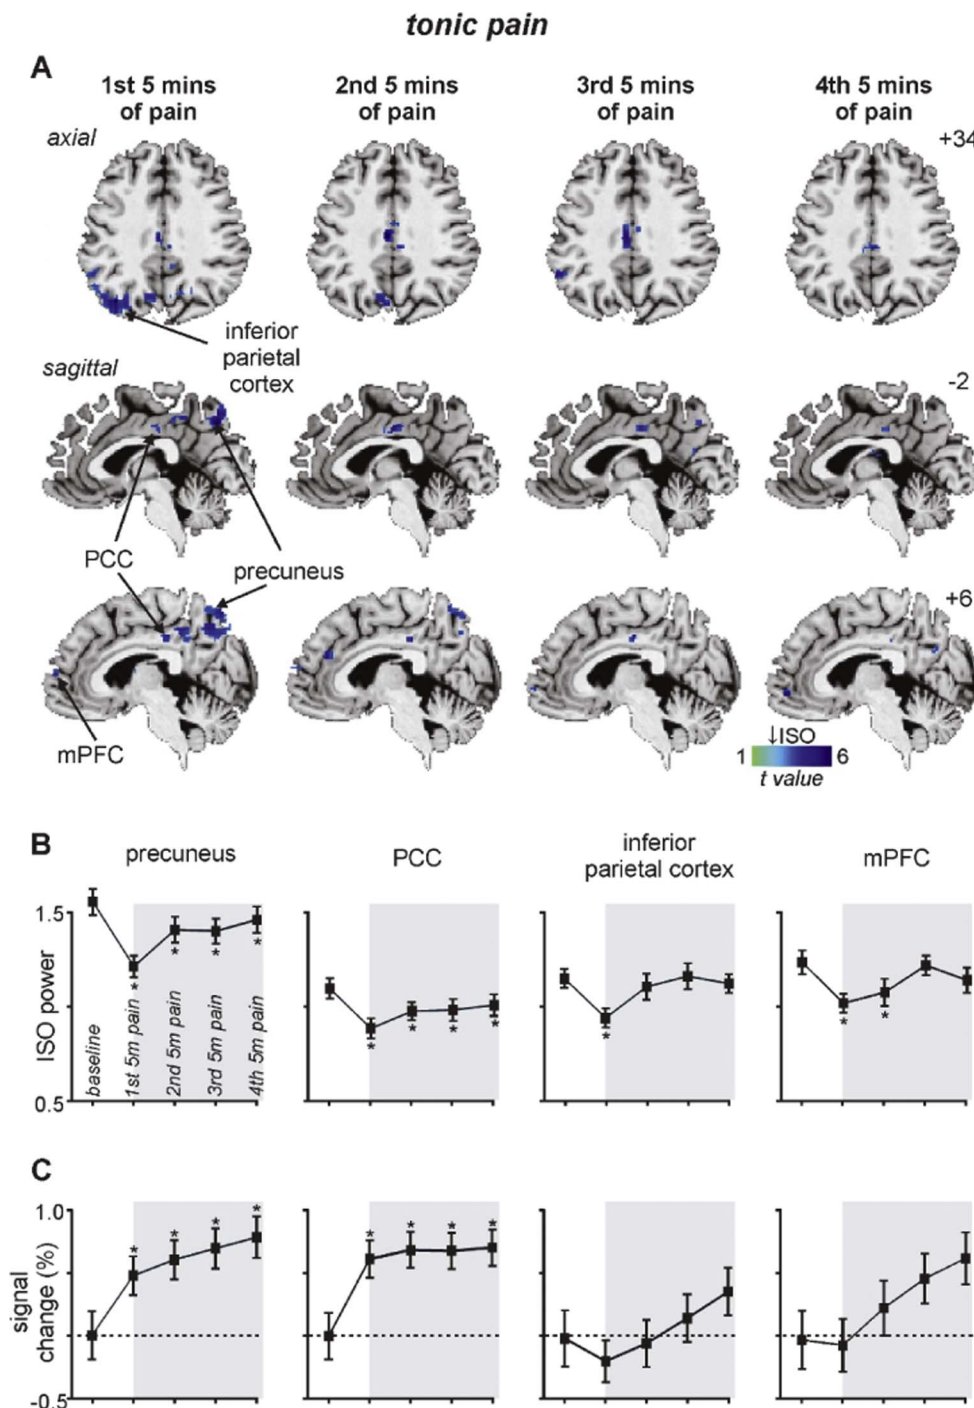 tonic pain
A
1st 5 mins
of pain
2nd 5 mins
of pain
3rd 5 mins
of pain
4th 5 mins
of pain
axial
+34
inferior
parietal
cortex
sagittal
-2
PCC
precuneus
+6
mPFC
↓ISO
1
6
t value
B
precuneus
PCC
inferior
parietal cortex
mPFC
ISO power
1.5
0.5
baseline
1st 5m pain
2nd 5m pain
3rd 5m pain
4th 5m pain
* * * *
* * * *
*
* *
C
signal
change (%)
1.0
-0.5
* * * *
* * * *